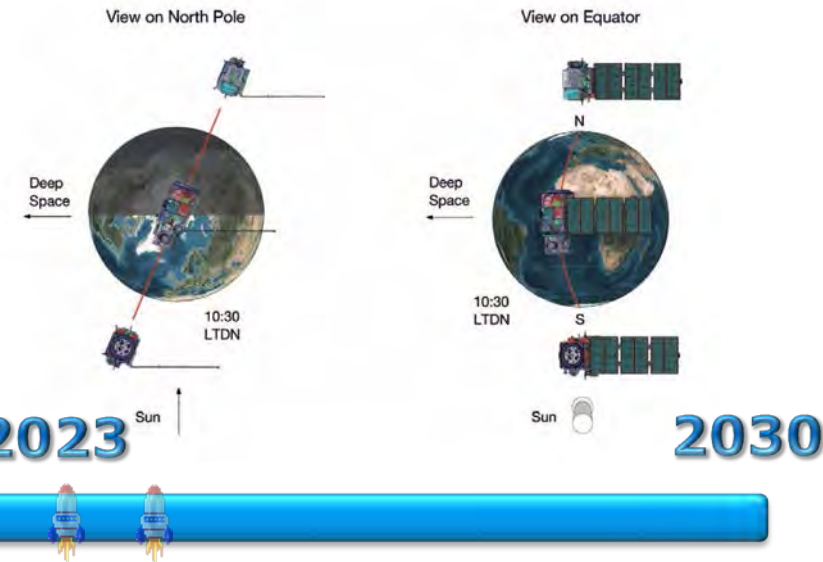 View on North Pole
View on Equator
N
Deep
Space
Deep
Space
10:30
LTDN
10:30
LTDN
S
Sun
Sun
2023
2030